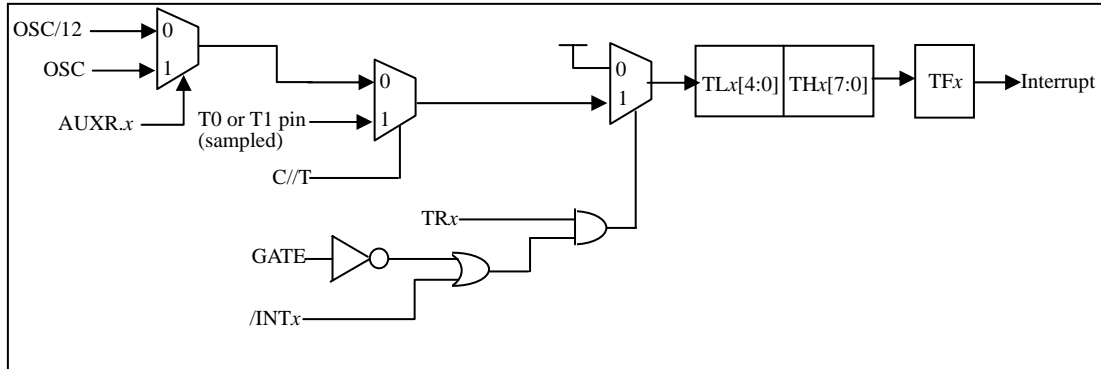 OSC/12
0
OSC
1
AUXR.x
0
T0 or T1 pin
(sampled)
1
C//T
0
1
TLx[4:0]
THx[7:0]
TFx
Interrupt
TRx
GATE
/INTx